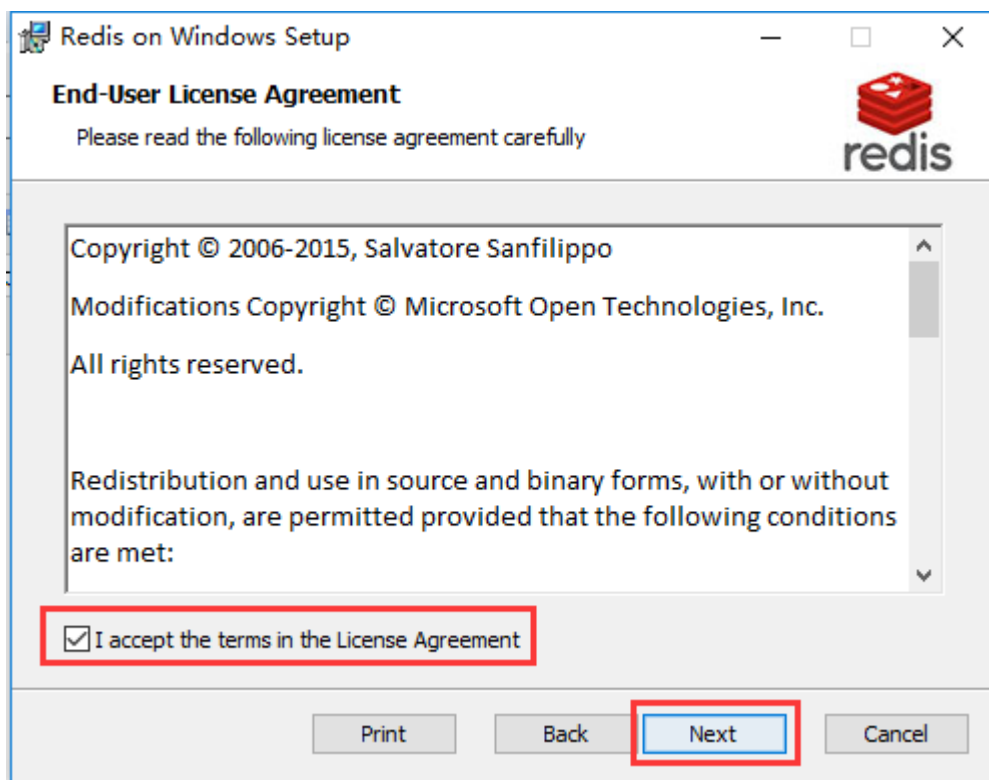 Redis on Windows Setup
End-User License Agreement
Please read the following license agreement carefully
redis
Copyright © 2006-2015, Salvatore Sanfilippo
Modifications Copyright © Microsoft Open Technologies, Inc.
All rights reserved.
Redistribution and use in source and binary forms, with or without
modification, are permitted provided that the following conditions
are met:
I accept the terms in the License Agreement
Print Back Next Cancel